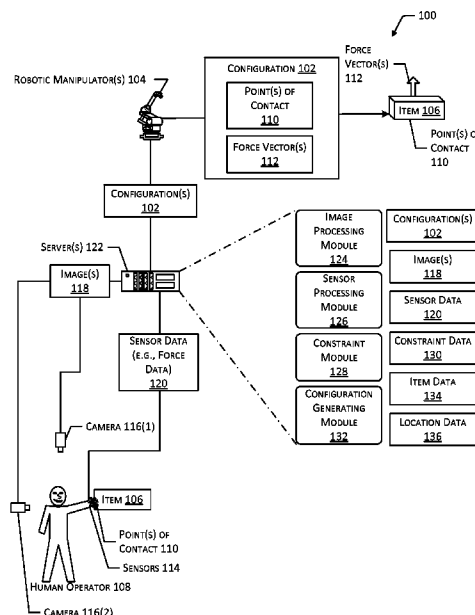 100
FORCE
VECTOR(S)
112
ROBOTIC MANIPULATOR(S) 104
CONFIGURATION 102
POINT(S) OF
CONTACT
110
FORCE VECTOR(S)
112
ITEM 106
POINT(S) OF
CONTACT
110
CONFIGURATION(S)
102
SERVER(S) 122
IMAGE(S)
118
SENSOR DATA
(E.G., FORCE
DATA)
120
IMAGE
PROCESSING
MODULE
124
SENSOR
PROCESSING
MODULE
126
CONSTRAINT
MODULE
128
CONFIGURATION
GENERATING
MODULE
132
CONFIGURATION(S)
102
IMAGE(S)
118
SENSOR DATA
120
CONSTRAINT DATA
130
ITEM DATA
134
LOCATION DATA
136
CAMERA 116(1)
ITEM 106
POINT(S) OF
CONTACT 110
SENSORS 114
HUMAN OPERATOR 108
CAMERA 116(2)